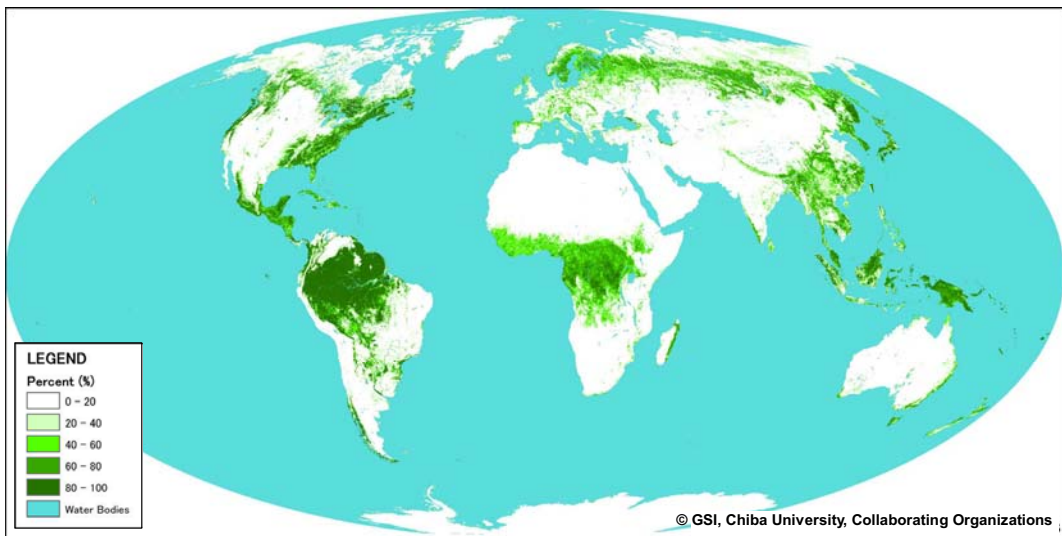 LEGEND
Percent (%)
0 - 20
20 - 40
40 - 60
60 - 80
80 - 100
Water Bodies
© GSI, Chiba University, Collaborating Organizations